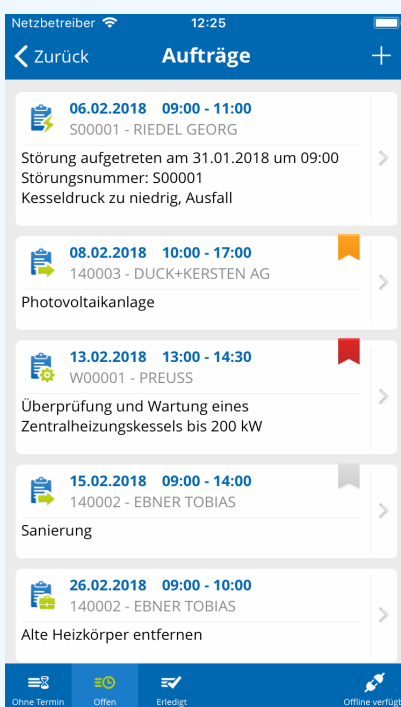 Netzbetreiber 12:25
Zurück Aufträge
06.02.2018 09:00 - 11:00
S00001 - RIEDEL GEORG
Störung aufgetreten am 31.01.2018 um 09:00
Störungsnummer: S00001
Kesseldruck zu niedrig, Ausfall
08.02.2018 10:00 - 17:00
140003 - DUCK+KERSTEN AG
Photovoltaikanlage
13.02.2018 13:00 - 14:30
W00001 - PREUSS
Überprüfung und Wartung eines
Zentralheizungskessels bis 200 kW
15.02.2018 09:00 - 14:00
140002 - EBNER TOBIAS
Sanierung
26.02.2018 09:00 - 10:00
140002 - EBNER TOBIAS
Alte Heizkörper entfernen
Ohne Termin Offen Erledigt Offline verfügt